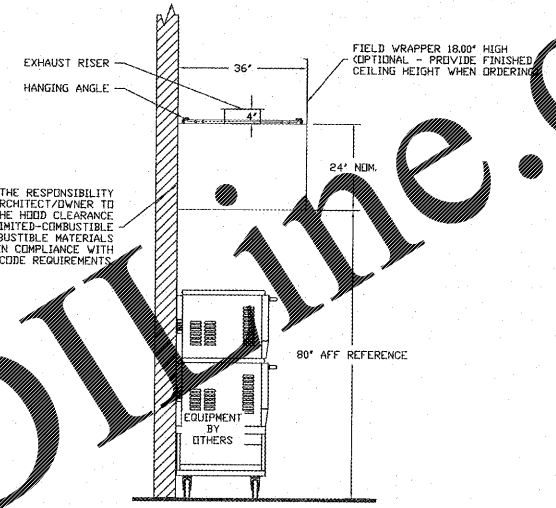 EXHAUST RISER
HANGING ANGLE
36"
4"
FIELD WRAPPER 18.00" HIGH
(OPTIONAL - PROVIDE FINISHED
CEILING HEIGHT WHEN ORDERING)
24" NOM.
THE RESPONSIBILITY
ARCHITECT/OWNER TO
THE HOOD CLEARANCE
LIMITED-COMBUSTIBLE
COMBUSTIBLE MATERIALS
IN COMPLIANCE WITH
CODE REQUIREMENTS.
80" AFF REFERENCE
EQUIPMENT
BY
OTHERS
DILine.